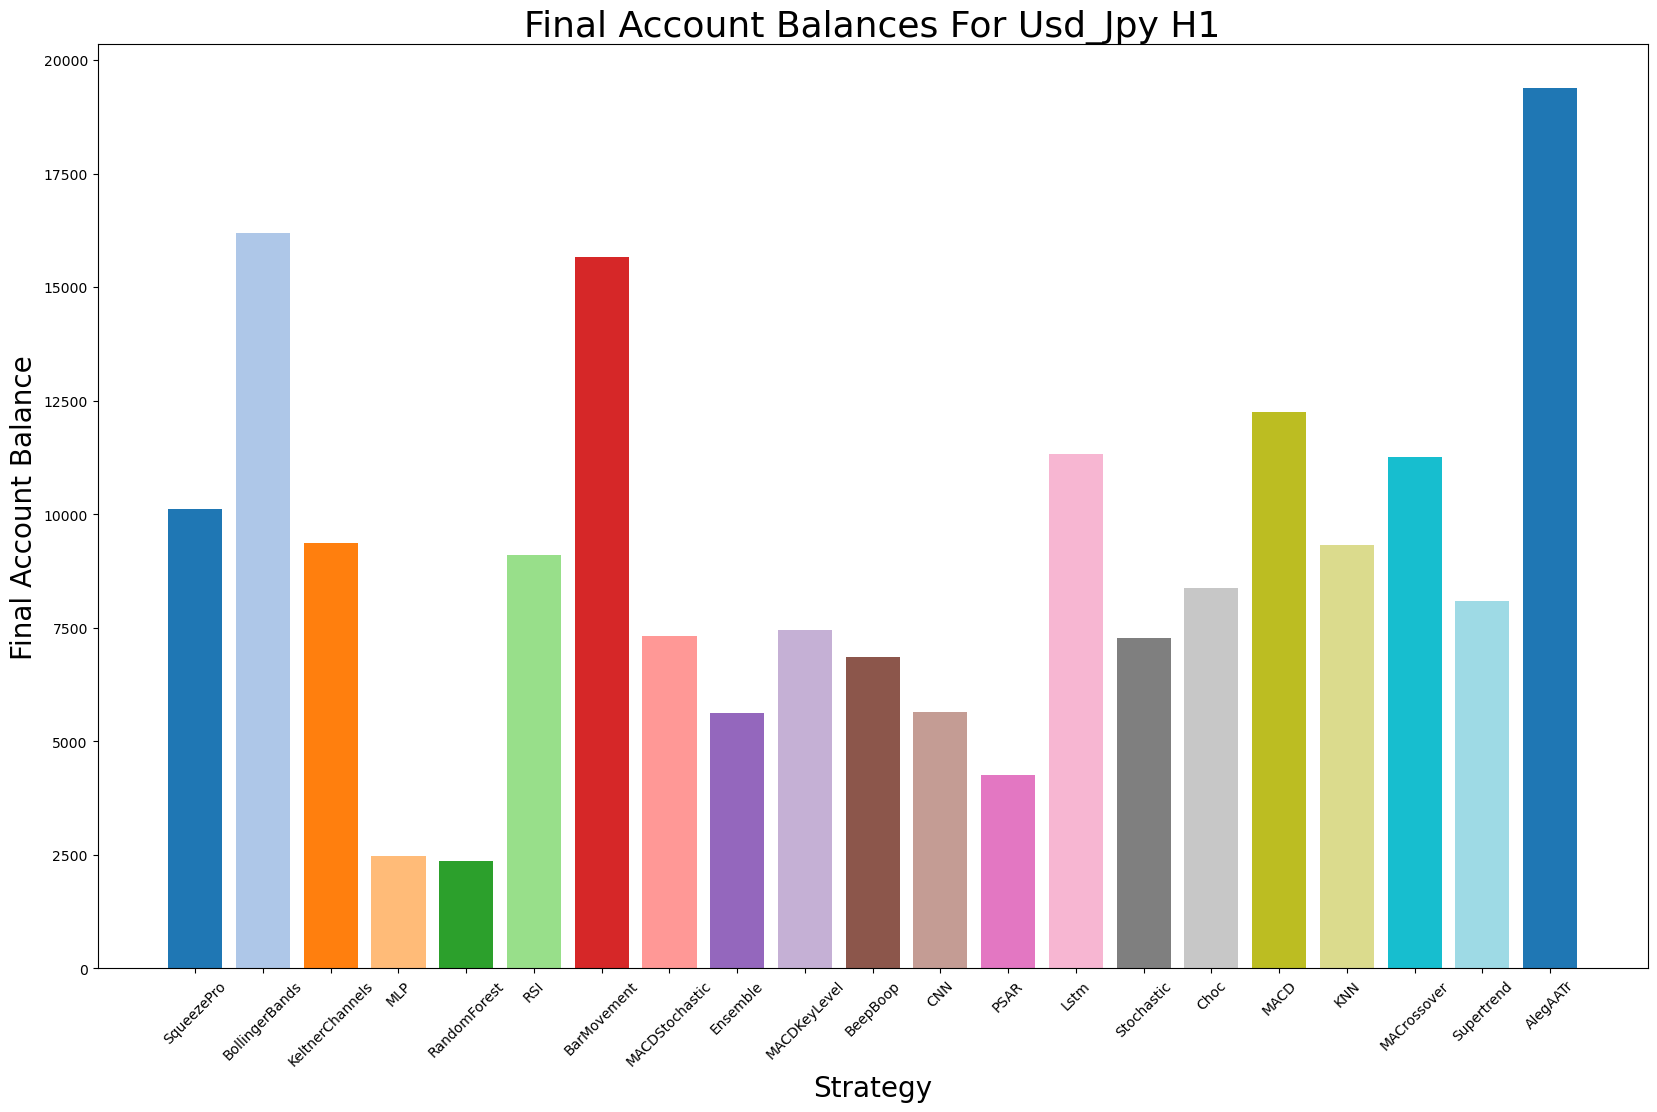 Final Account Balances For Usd_Jpy H1
20000
17500
15000
12500
10000
7500
5000
2500
0
Final Account Balance
SqueezePro
BollingerBands
KeltnerChannels
MLP
RandomForest
RSI
BarMovement
MACDStochastic
Ensemble
MACDKeyLevel
BeepBoop
CNN
PSAR
Lstm
Stochastic
Choc
MACD
KNN
MACrossover
Supertrend
AlegAATr
Strategy